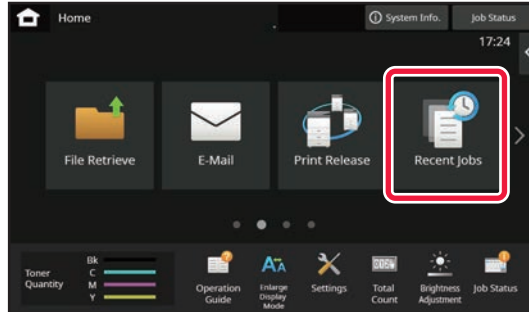 Home
System Info.
Job Status
17:24
File Retrieve
E-Mail
Print Release
Recent Jobs
Toner
Quantity
Bk
C
M
Y
Operation
Guide
Enlarge
Display
Mode
Settings
Total
Count
Brightness
Adjustment
Job Status